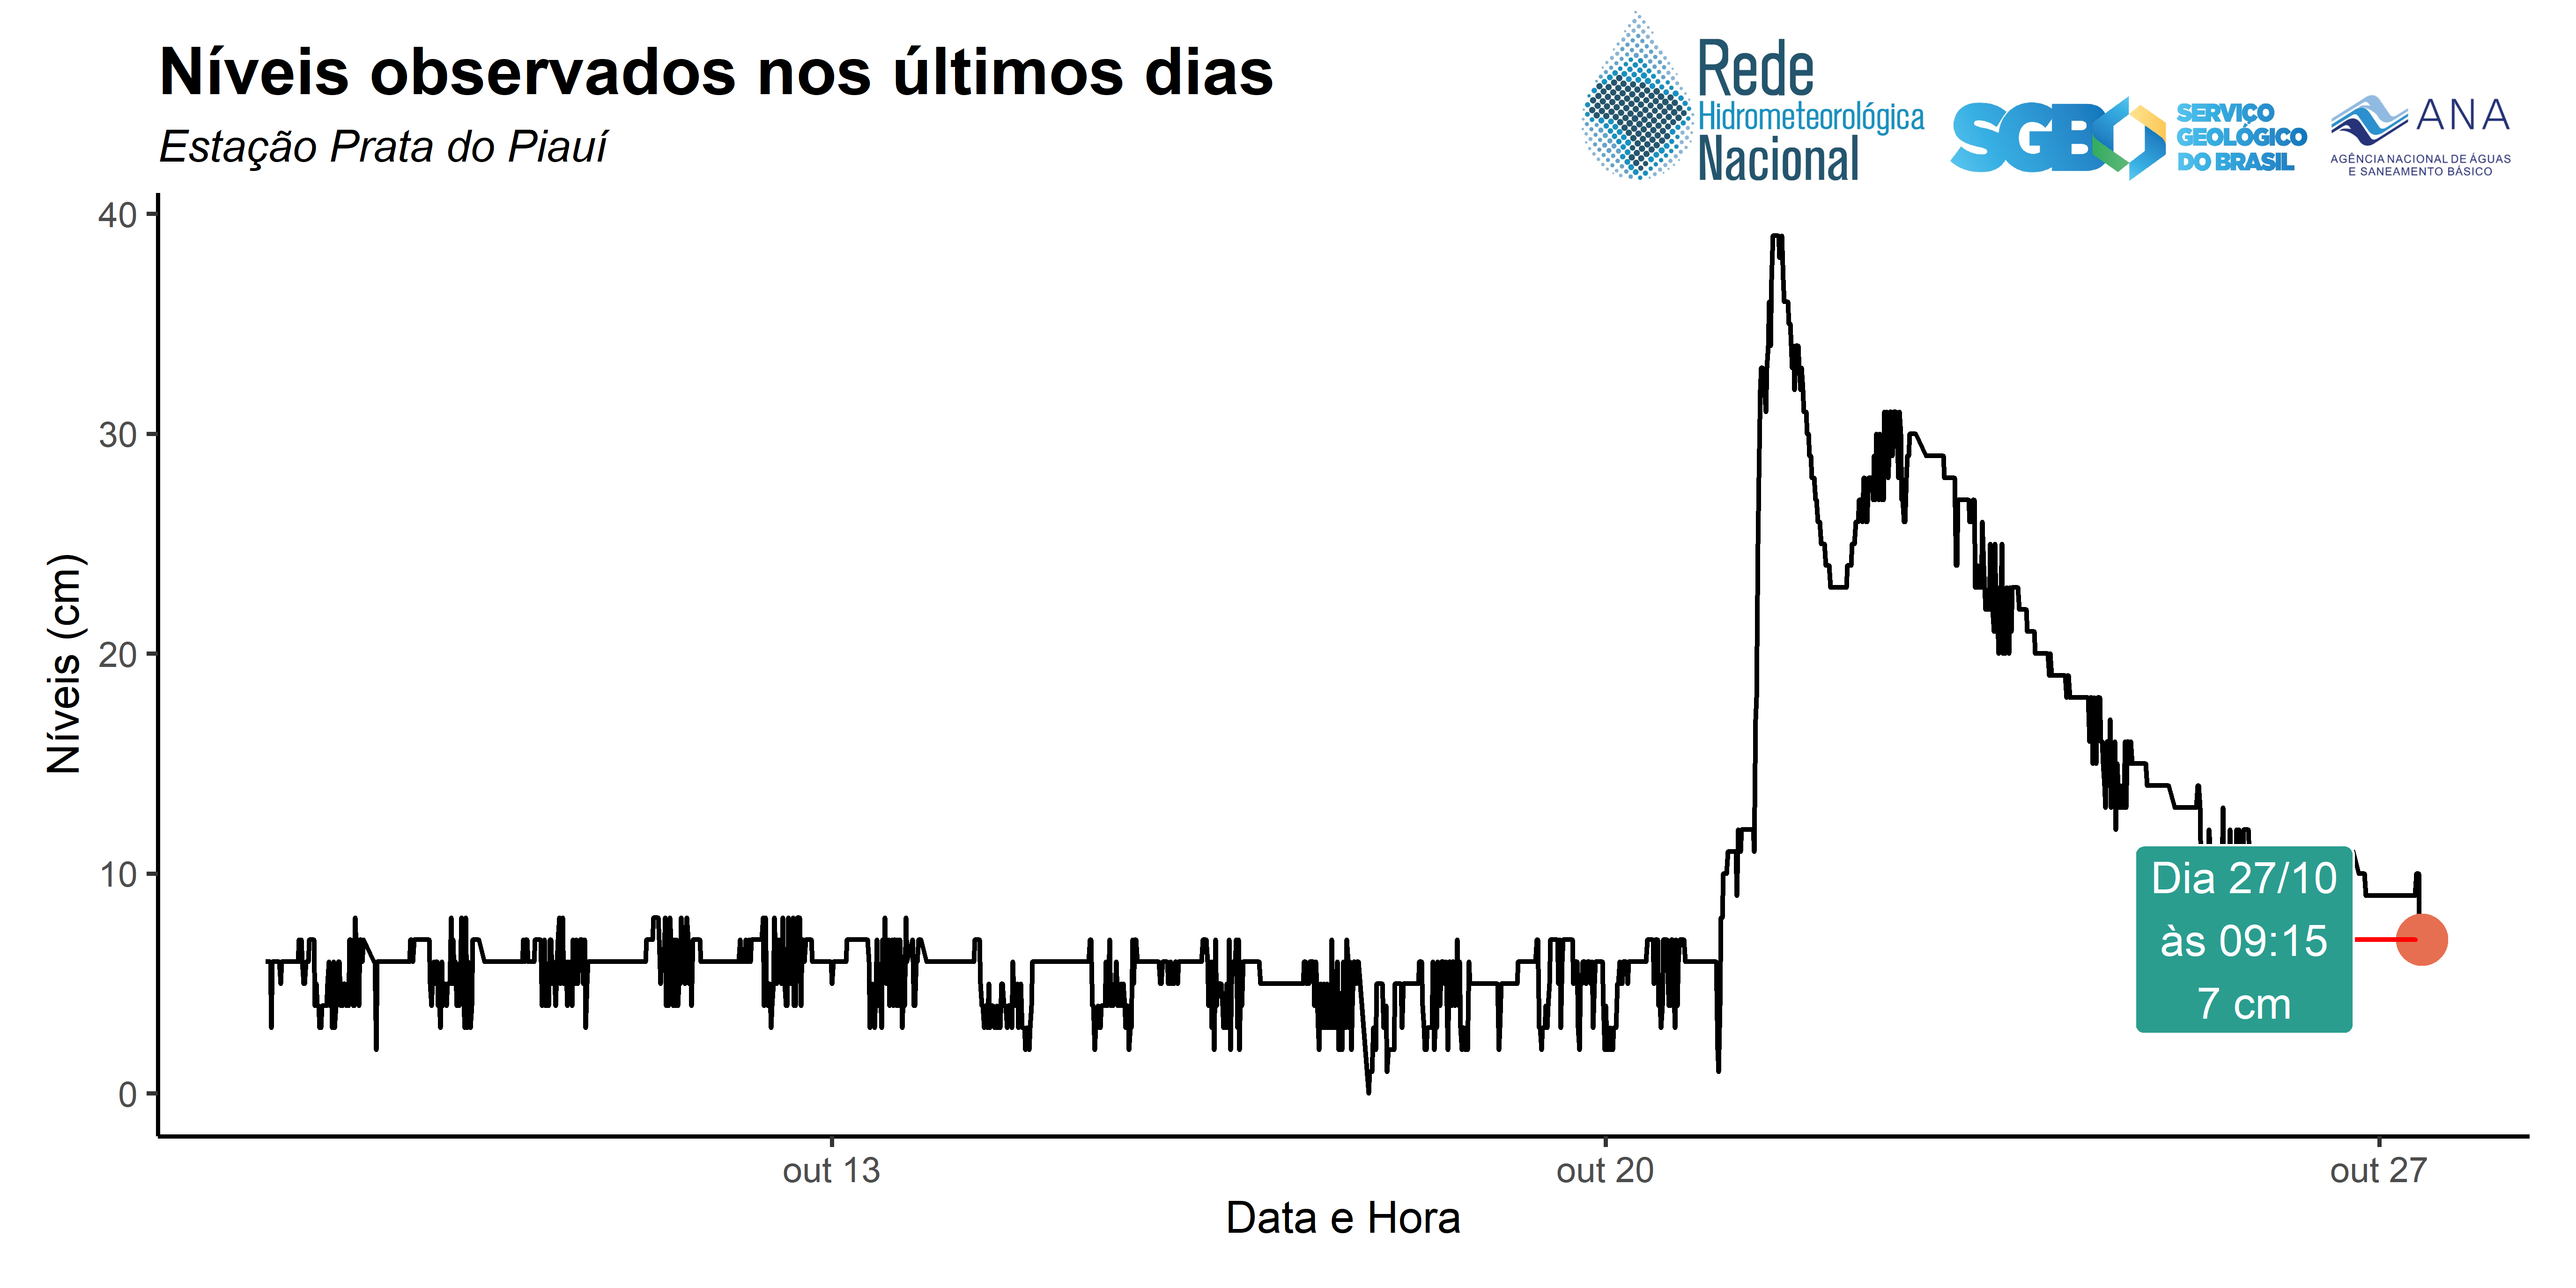 Níveis observados nos últimos dias
Estação Prata do Piauí
Rede
Hidrometeorológica
Nacional
SGB
SERVIÇO
GEOLÓGICO
DO BRASIL
ANA
AGÊNCIA NACIONAL DE ÁGUAS
E SANEAMENTO BÁSICO
40
30
20
10
0
Níveis (cm)
Dia 27/10
às 09:15
7 cm
out 13
out 20
out 27
Data e Hora